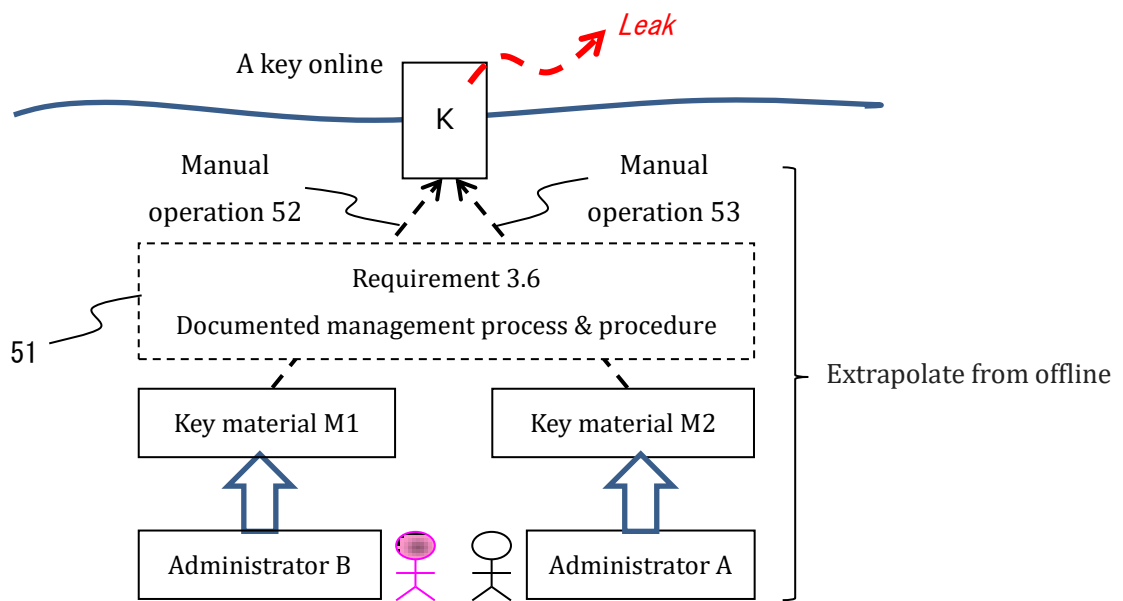 Leak
A key online
K
Manual
operation 52
Manual
operation 53
Requirement 3.6
Documented management process & procedure
51
Extrapolate from offline
Key material M1
Key material M2
Administrator B
Administrator A